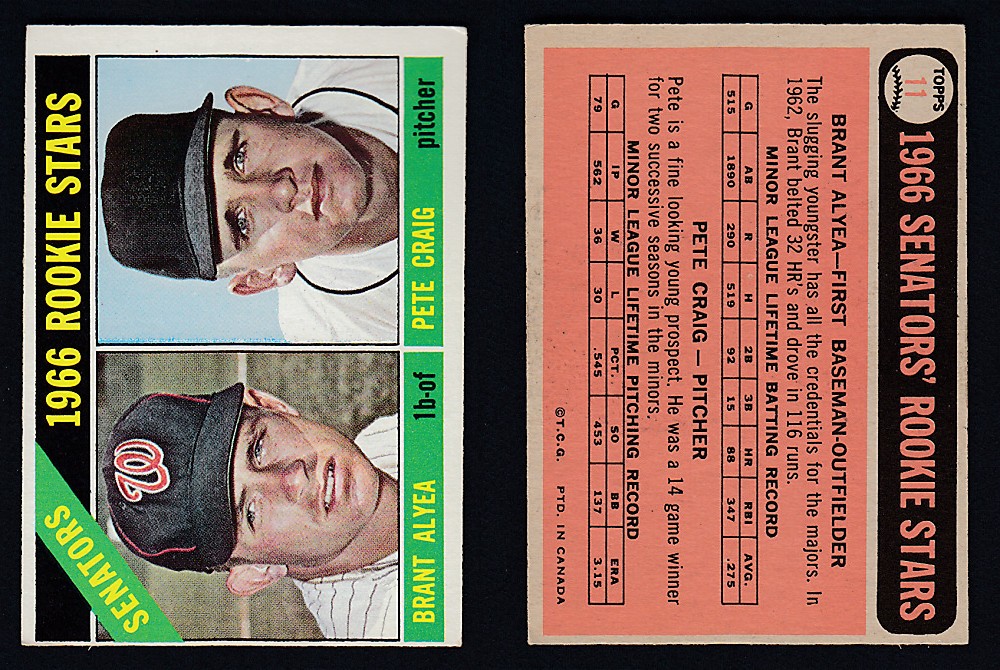 1966 ROOKIE STARS
SENATORS
W
PETE CRAIG pitcher
BRANT ALYEA 1b-of
TOPPS
11
1966 SENATORS' ROOKIE STARS
BRANT ALYEA—FIRST BASEMAN-OUTFIELDER
The slugging youngster has all the credentials for the majors. In
1962, Brant belted 32 HR's and drove in 116 runs.
MINOR LEAGUE LIFETIME BATTING RECORD
G AB R H 2B 3B HR RBI AVG.
515 1890 290 519 92 15 88 347 .275
PETE CRAIG — PITCHER
Pete is a fine looking young prospect. He was a 14 game winner
for two successive seasons in the minors.
MINOR LEAGUE LIFETIME PITCHING RECORD
G IP W L PCT. SO BB ERA
79 562 36 30 .545 453 137 3.15
©T.C.G. PTD. IN CANADA